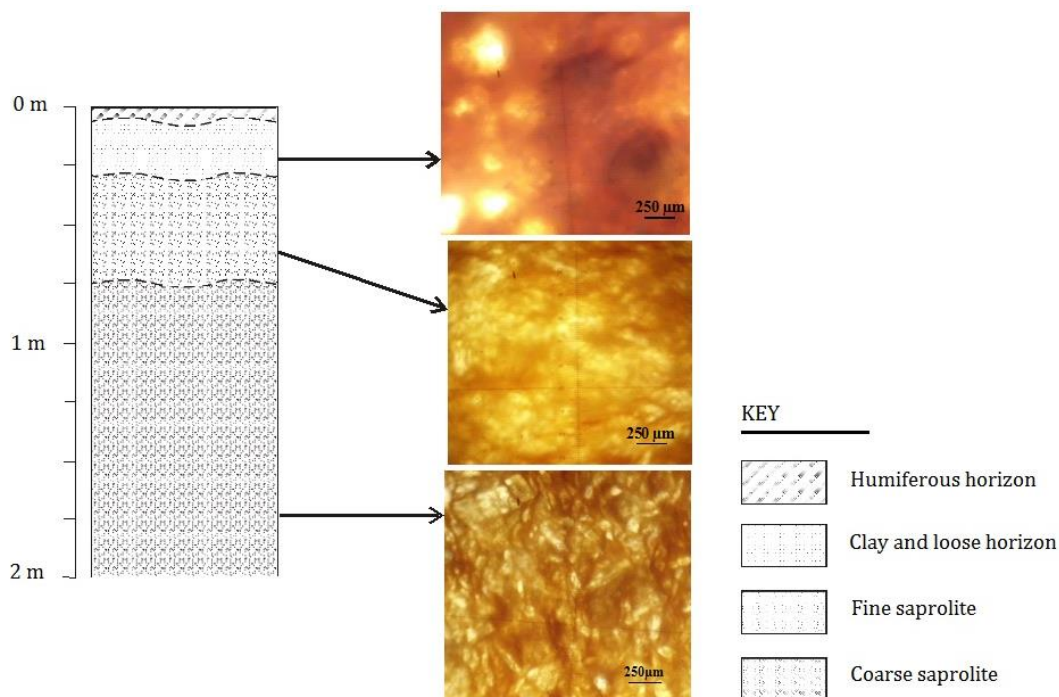 0 m
1 m
2 m
250 μm
250 μm
250μm
KEY
Humiferous horizon
Clay and loose horizon
Fine saprolite
Coarse saprolite